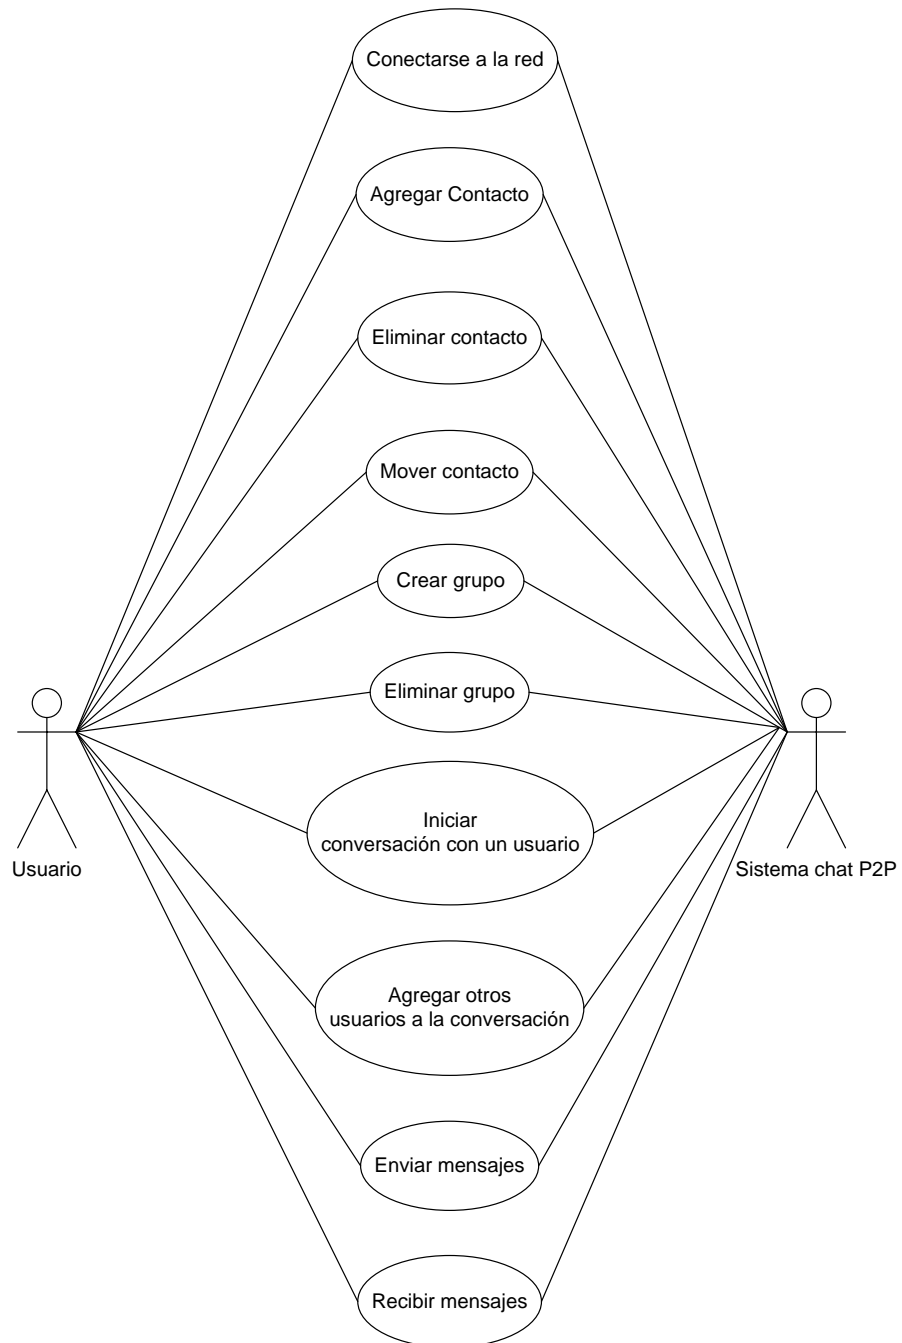 Conectarse a la red
Agregar Contacto
Eliminar contacto
Mover contacto
Crear grupo
Eliminar grupo
Iniciar
conversación con un usuario
Usuario
Sistema chat P2P
Agregar otros
usuarios a la conversación
Enviar mensajes
Recibir mensajes